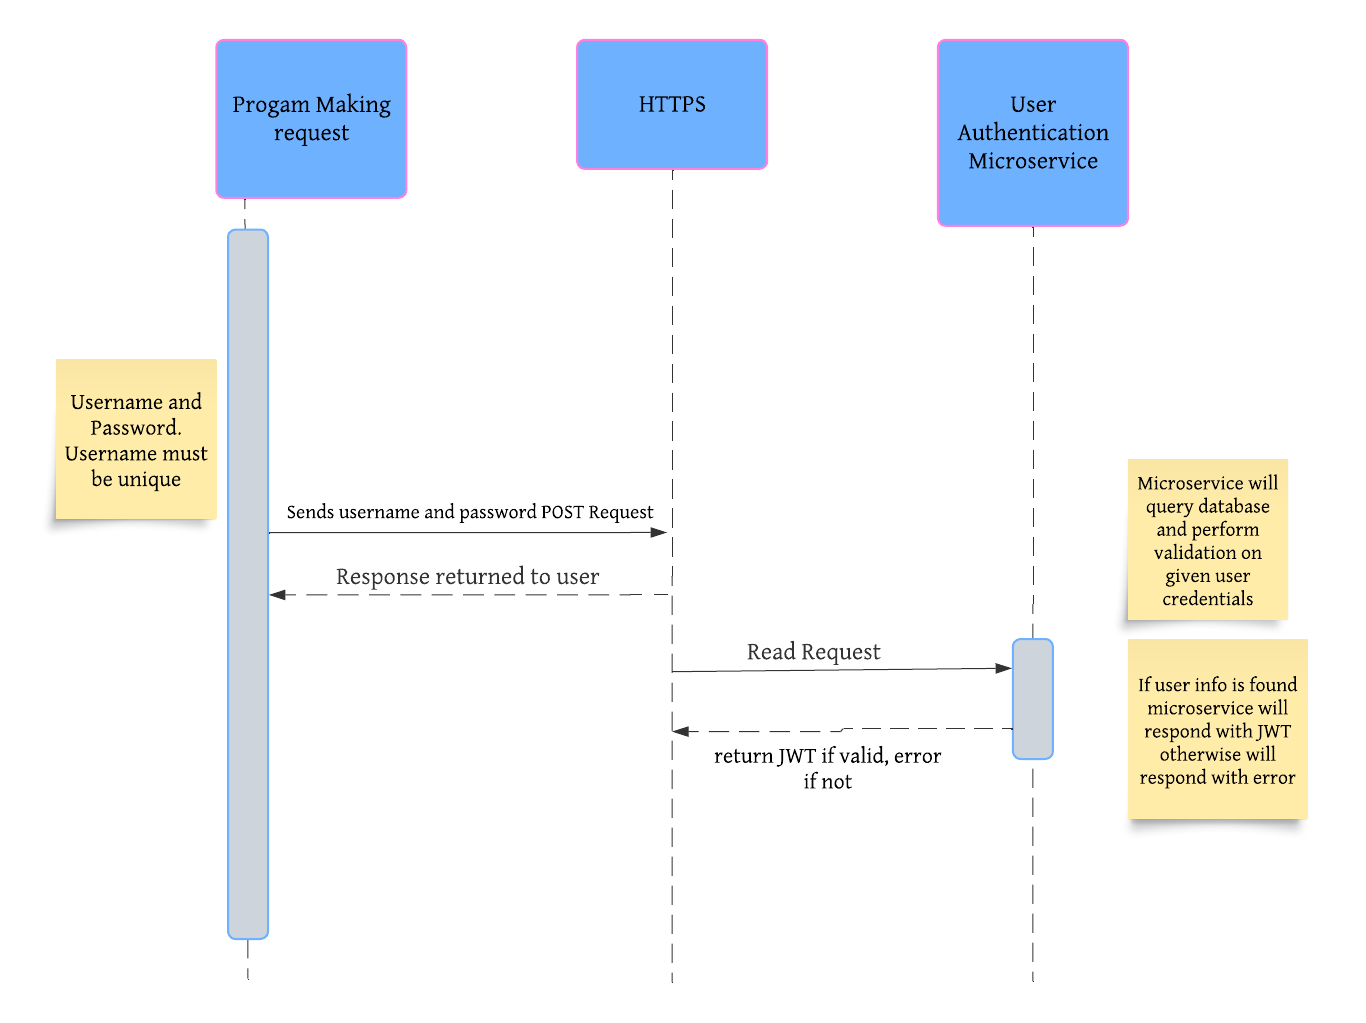 Progam Making
request
HTTPS
User
Authentication
Microservice
Username and
Password.
Username must
be unique
Sends username and password POST Request
Response returned to user
Microservice will
query database
and perform
validation on
given user
credentials
Read Request
return JWT if valid, error
if not
If user info is found
microservice will
respond with JWT
otherwise will
respond with error